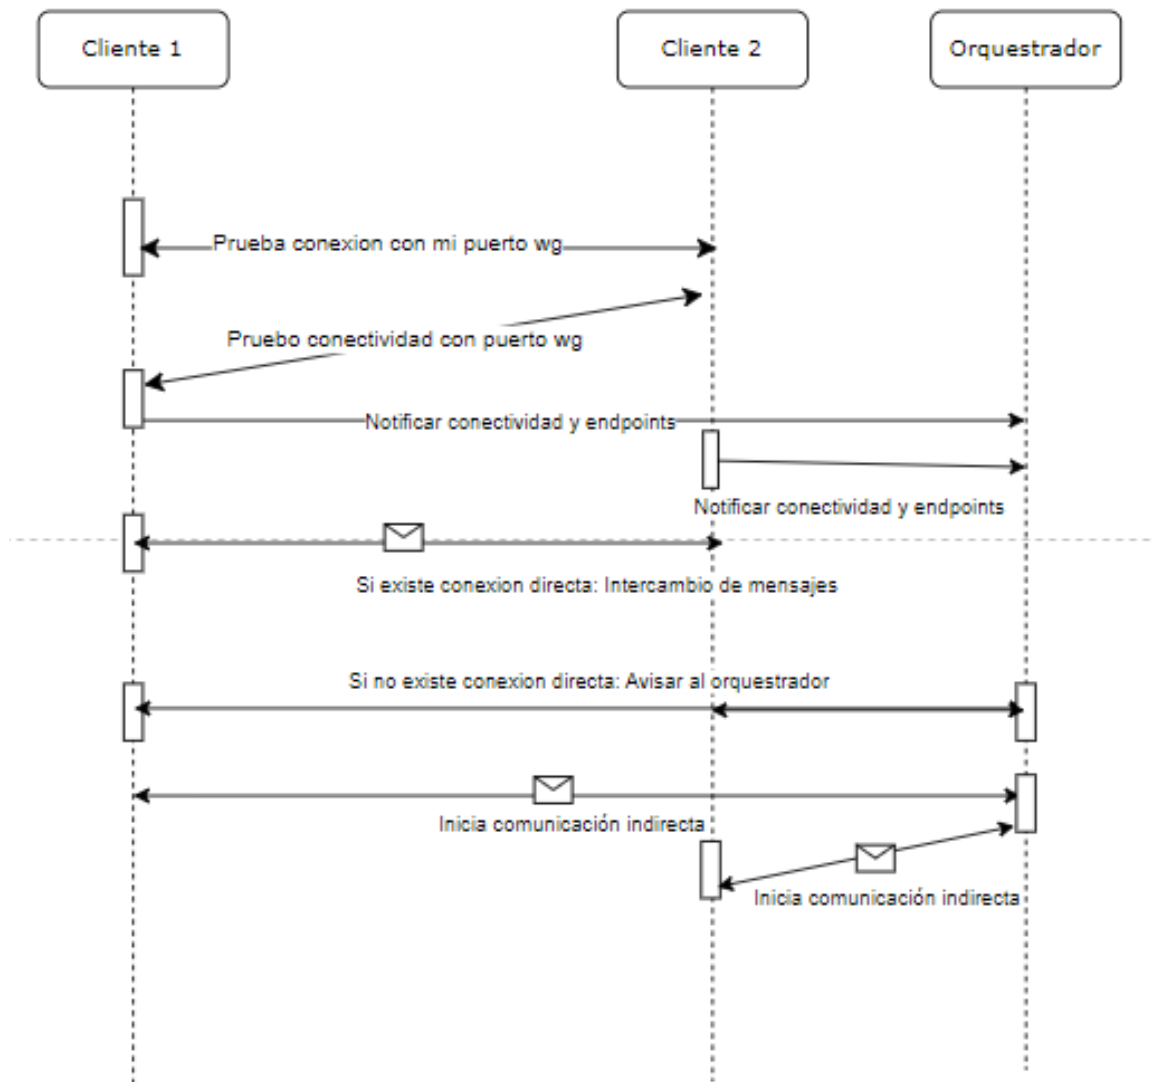 Cliente 1
Cliente 2
Orquestrador
Prueba conexion con mi puerto wg
Pruebo conectividad con puerto wg
Notificar conectividad y endpoints
Notificar conectividad y endpoints
Si existe conexion directa: Intercambio de mensajes
Si no existe conexion directa: Avisar al orquestrador
Inicia comunicación indirecta
Inicia comunicación indirecta